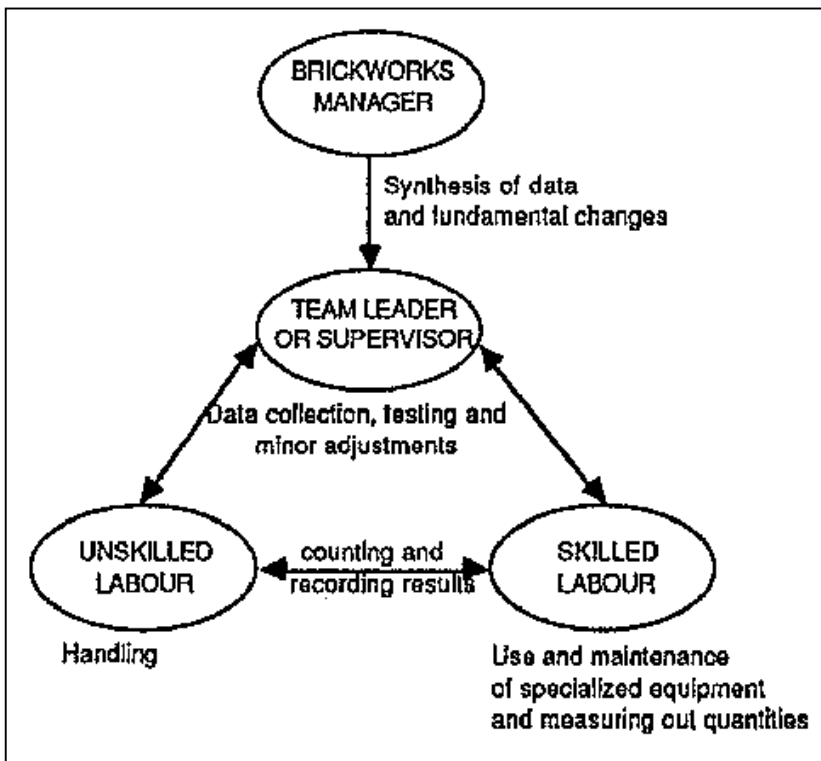 BRICKWORKS
MANAGER
Synthesis of data
and fundamental changes
TEAM LEADER
OR SUPERVISOR
Data collection, testing and
minor adjustments
UNSKILLED
LABOUR
counting and
recording results
SKILLED
LABOUR
Handling
Use and maintenance
of specialized equipment
and measuring out quantities